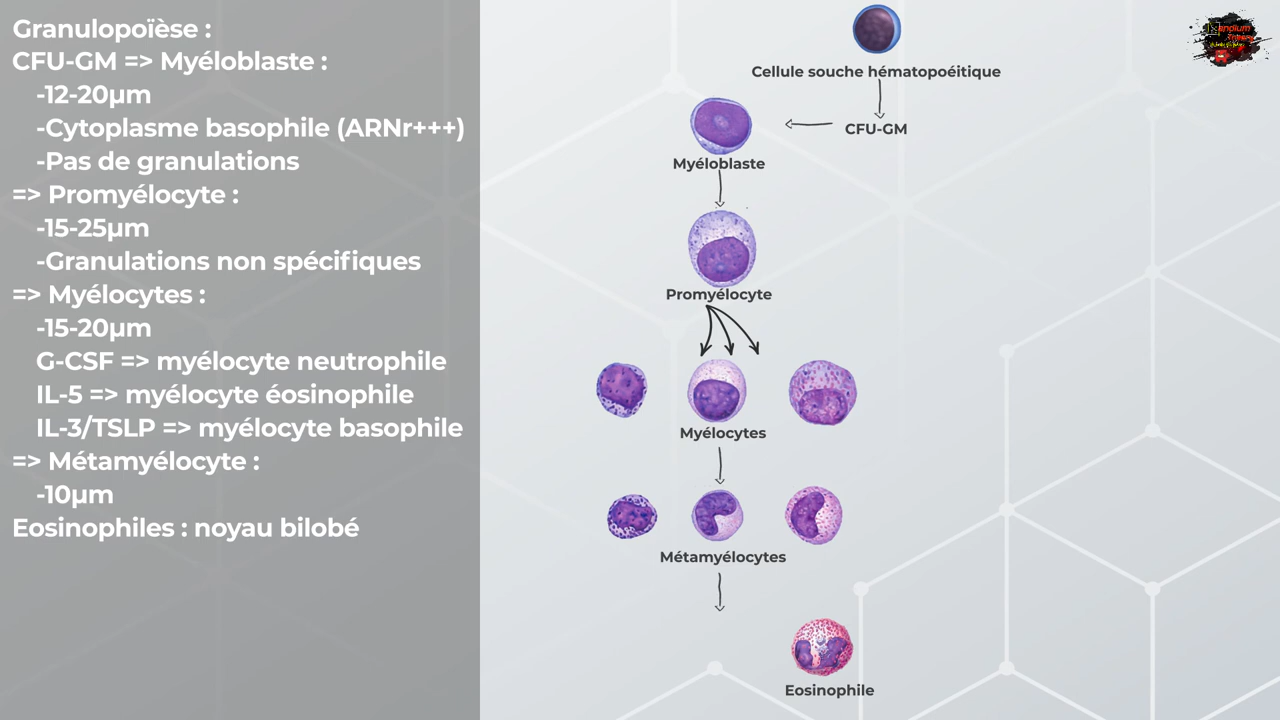 Granulopoïèse :
CFU-GM => Myéloblaste :
-12-20µm
-Cytoplasme basophile (ARNr+++)
-Pas de granulations
=> Promyélocyte :
-15-25µm
-Granulations non spécifiques
=> Myélocytes :
-15-20µm
G-CSF => myélocyte neutrophile
IL-5 => myélocyte éosinophile
IL-3/TSLP => myélocyte basophile
=> Métamyélocyte :
-10µm
Eosinophiles : noyau bilobé
Cellule souche hématopoéitique
CFU-GM
Myéloblaste
Promyélocyte
Myélocytes
Métamyélocytes
Eosinophile